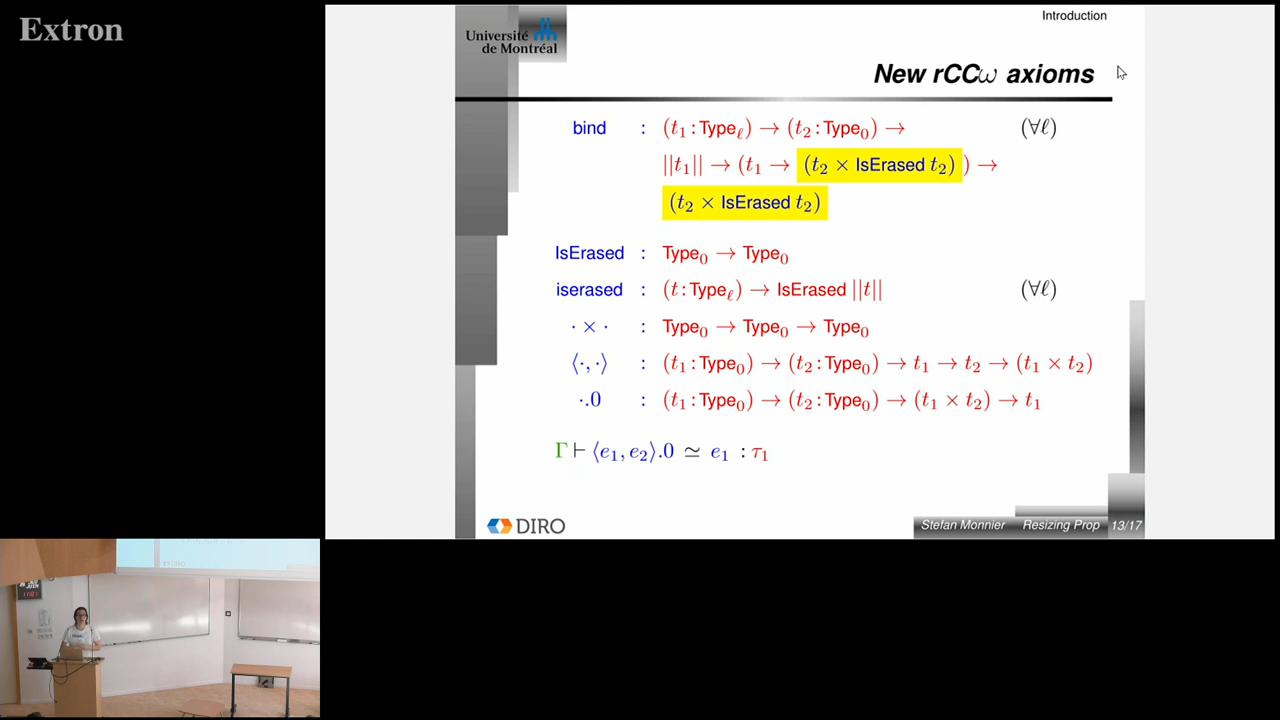 Extron
Introduction
Université
de Montréal
New rCCω axioms
bind : (t₁ : Typeℓ) → (t₂ : Type₀) → (∀ℓ)
||t₁|| → (t₁ → (t₂ × IsErased t₂) ) →
(t₂ × IsErased t₂)
IsErased : Type₀ → Type₀
iserased : (t : Typeℓ) → IsErased ||t|| (∀ℓ)
· × · : Type₀ → Type₀ → Type₀
⟨·, ·⟩ : (t₁ : Type₀) → (t₂ : Type₀) → t₁ → t₂ → (t₁ × t₂)
·.0 : (t₁ : Type₀) → (t₂ : Type₀) → (t₁ × t₂) → t₁
Γ ⊢ ⟨e₁, e₂⟩.0 ≃ e₁ : τ₁
DIRO
Stefan Monnier Resizing Prop 13/17